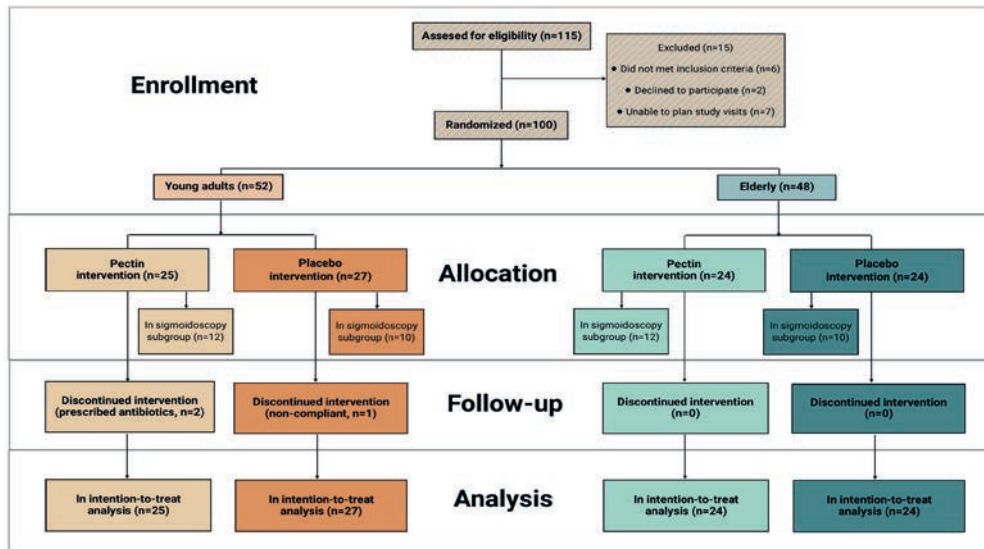 Assesed for eligibility (n=115)
Excluded (n=15)
● Did not met inclusion criteria (n=6)
● Declined to participate (n=2)
● Unable to plan study visits (n=7)
Enrollment
Randomized (n=100)
Young adults (n=52)
Elderly (n=48)
Pectin
intervention (n=25)
Placebo
intervention (n=27)
Allocation
Pectin
intervention (n=24)
Placebo
intervention (n=24)
In sigmoidoscopy
subgroup (n=12)
In sigmoidoscopy
subgroup (n=10)
In sigmoidoscopy
subgroup (n=12)
In sigmoidoscopy
subgroup (n=10)
Discontinued intervention
(prescribed antibiotics, n=2)
Discontinued intervention
(non-compliant, n=1)
Follow-up
Discontinued intervention
(n=0)
Discontinued intervention
(n=0)
In intention-to-treat
analysis (n=25)
In intention-to-treat
analysis (n=27)
Analysis
In intention-to-treat
analysis (n=24)
In intention-to-treat
analysis (n=24)